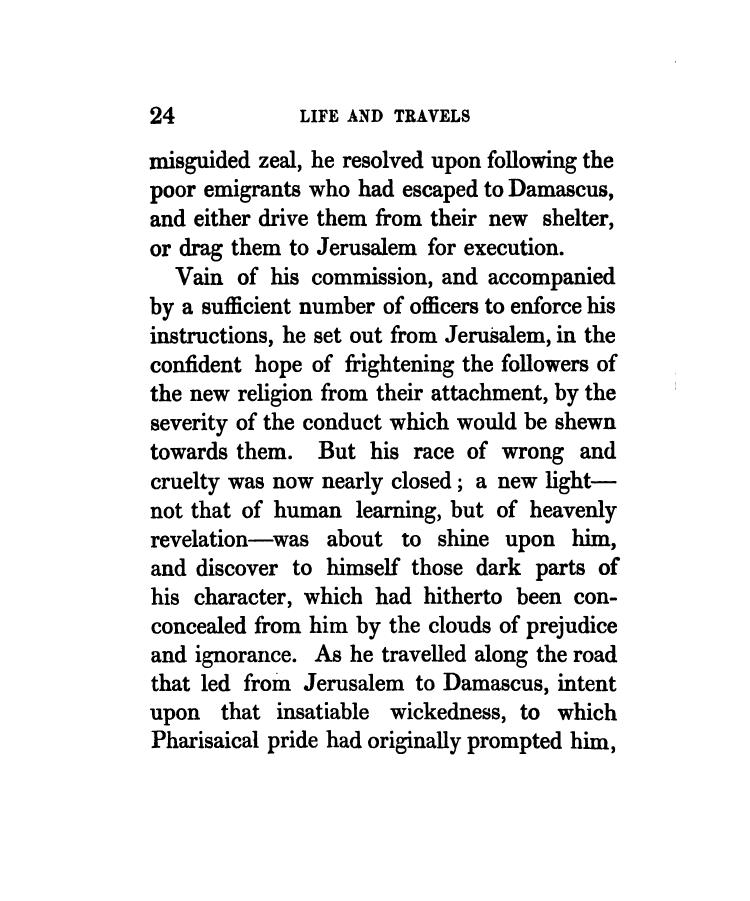 24 LIFE AND TRAVELS
misguided zeal, he resolved upon following the
poor emigrants who had escaped to Damascus,
and either drive them from their new shelter,
or drag them to Jerusalem for execution.
Vain of his commission, and accompanied
by a sufficient number of officers to enforce his
instructions, he set out from Jerusalem, in the
confident hope of frightening the followers of
the new religion from their attachment, by the
severity of the conduct which would be shewn
towards them. But his race of wrong and
cruelty was now nearly closed ; a new light—
not that of human learning, but of heavenly
revelation—was about to shine upon him,
and discover to himself those dark parts of
his character, which had hitherto been con-
concealed from him by the clouds of prejudice
and ignorance. As he travelled along the road
that led from Jerusalem to Damascus, intent
upon that insatiable wickedness, to which
Pharisaical pride had originally prompted him,